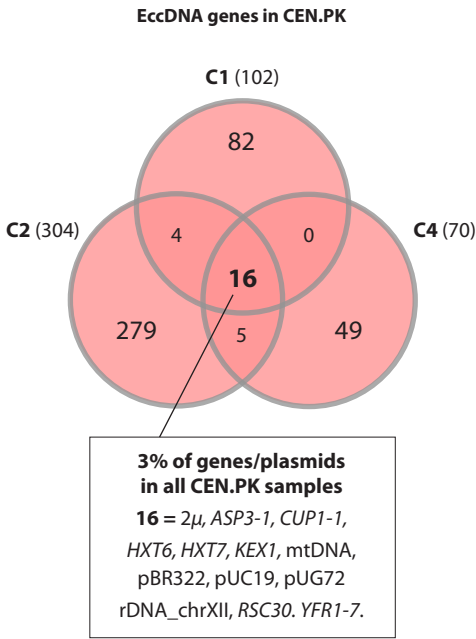 EccDNA genes in CEN.PK
C1 (102)
82
C2 (304)
C4 (70)
4
0
16
279
5
49
3% of genes/plasmids
in all CEN.PK samples
16 = 2µ, ASP3-1, CUP1-1,
HXT6, HXT7, KEX1, mtDNA,
pBR322, pUC19, pUG72
rDNA_chrXII, RSC30. YFR1-7.